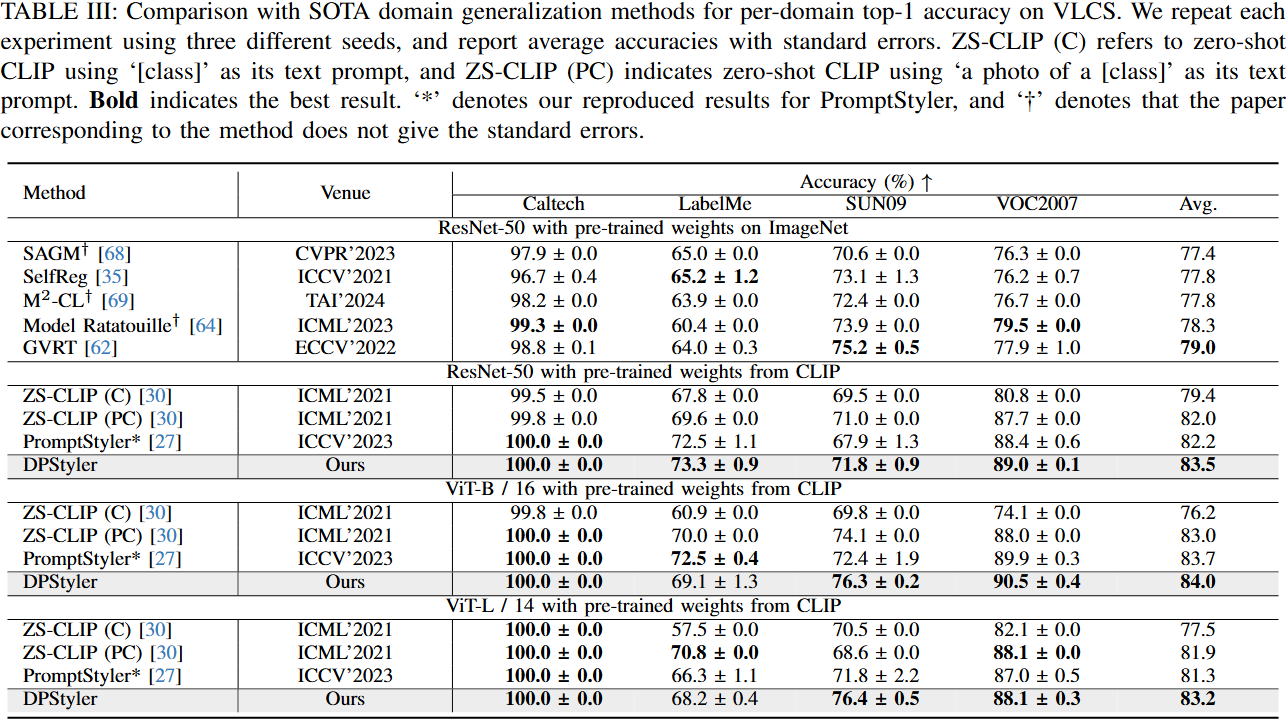 TABLE III: Comparison with SOTA domain generalization methods for per-domain top-1 accuracy on VLCS. We repeat each
experiment using three different seeds, and report average accuracies with standard errors. ZS-CLIP (C) refers to zero-shot
CLIP using ‘[class]’ as its text prompt, and ZS-CLIP (PC) indicates zero-shot CLIP using ‘a photo of a [class]’ as its text
prompt. Bold indicates the best result. ‘*’ denotes our reproduced results for PromptStyler, and ‘†’ denotes that the paper
corresponding to the method does not give the standard errors.
Method Venue Accuracy (%) ↑
Caltech LabelMe SUN09 VOC2007 Avg.
ResNet-50 with pre-trained weights on ImageNet
SAGM† [68] CVPR’2023 97.9 ± 0.0 65.0 ± 0.0 70.6 ± 0.0 76.3 ± 0.0 77.4
SelfReg [35] ICCV’2021 96.7 ± 0.4 65.2 ± 1.2 73.1 ± 1.3 76.2 ± 0.7 77.8
M²-CL† [69] TAI’2024 98.2 ± 0.0 63.9 ± 0.0 72.4 ± 0.0 76.7 ± 0.0 77.8
Model Ratatouille† [64] ICML’2023 99.3 ± 0.0 60.4 ± 0.0 73.9 ± 0.0 79.5 ± 0.0 78.3
GVRT [62] ECCV’2022 98.8 ± 0.1 64.0 ± 0.3 75.2 ± 0.5 77.9 ± 1.0 79.0
ResNet-50 with pre-trained weights from CLIP
ZS-CLIP (C) [30] ICML’2021 99.5 ± 0.0 67.8 ± 0.0 69.5 ± 0.0 80.8 ± 0.0 79.4
ZS-CLIP (PC) [30] ICML’2021 99.8 ± 0.0 69.6 ± 0.0 71.0 ± 0.0 87.7 ± 0.0 82.0
PromptStyler* [27] ICCV’2023 100.0 ± 0.0 72.5 ± 1.1 67.9 ± 1.3 88.4 ± 0.6 82.2
DPStyler Ours 100.0 ± 0.0 73.3 ± 0.9 71.8 ± 0.9 89.0 ± 0.1 83.5
ViT-B / 16 with pre-trained weights from CLIP
ZS-CLIP (C) [30] ICML’2021 99.8 ± 0.0 60.9 ± 0.0 69.8 ± 0.0 74.1 ± 0.0 76.2
ZS-CLIP (PC) [30] ICML’2021 100.0 ± 0.0 70.0 ± 0.0 74.1 ± 0.0 88.0 ± 0.0 83.0
PromptStyler* [27] ICCV’2023 100.0 ± 0.0 72.5 ± 0.4 72.4 ± 1.9 89.9 ± 0.3 83.7
DPStyler Ours 100.0 ± 0.0 69.1 ± 1.3 76.3 ± 0.2 90.5 ± 0.4 84.0
ViT-L / 14 with pre-trained weights from CLIP
ZS-CLIP (C) [30] ICML’2021 100.0 ± 0.0 57.5 ± 0.0 70.5 ± 0.0 82.1 ± 0.0 77.5
ZS-CLIP (PC) [30] ICML’2021 100.0 ± 0.0 70.8 ± 0.0 68.6 ± 0.0 88.1 ± 0.0 81.9
PromptStyler* [27] ICCV’2023 100.0 ± 0.0 66.3 ± 1.1 71.8 ± 2.2 87.0 ± 0.5 81.3
DPStyler Ours 100.0 ± 0.0 68.2 ± 0.4 76.4 ± 0.5 88.1 ± 0.3 83.2